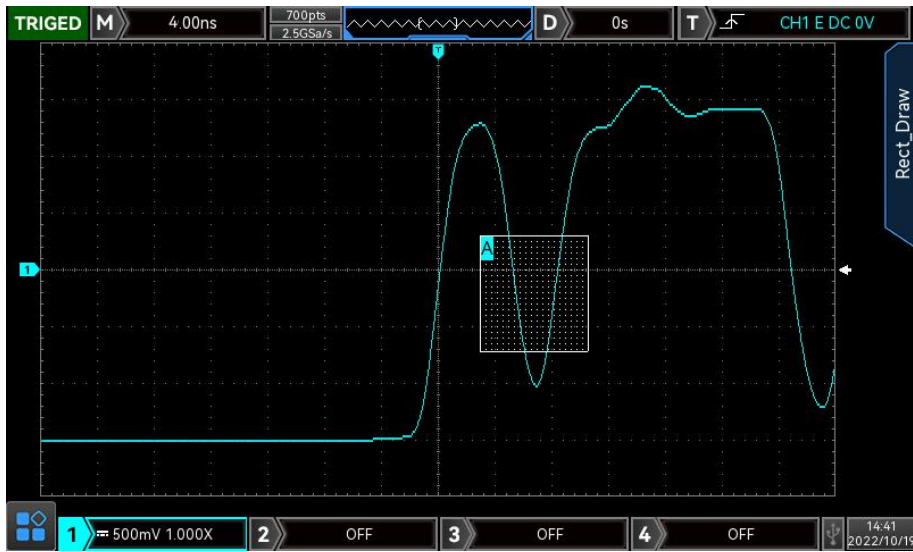 TRIGED M 4.00ns 700pts D 0s T CH1 E DC 0V
2.5GSa/s
T
Rect_Draw
A
1
1 500mV 1.000X 2 OFF 3 OFF 4 OFF 14:41
2022/10/19